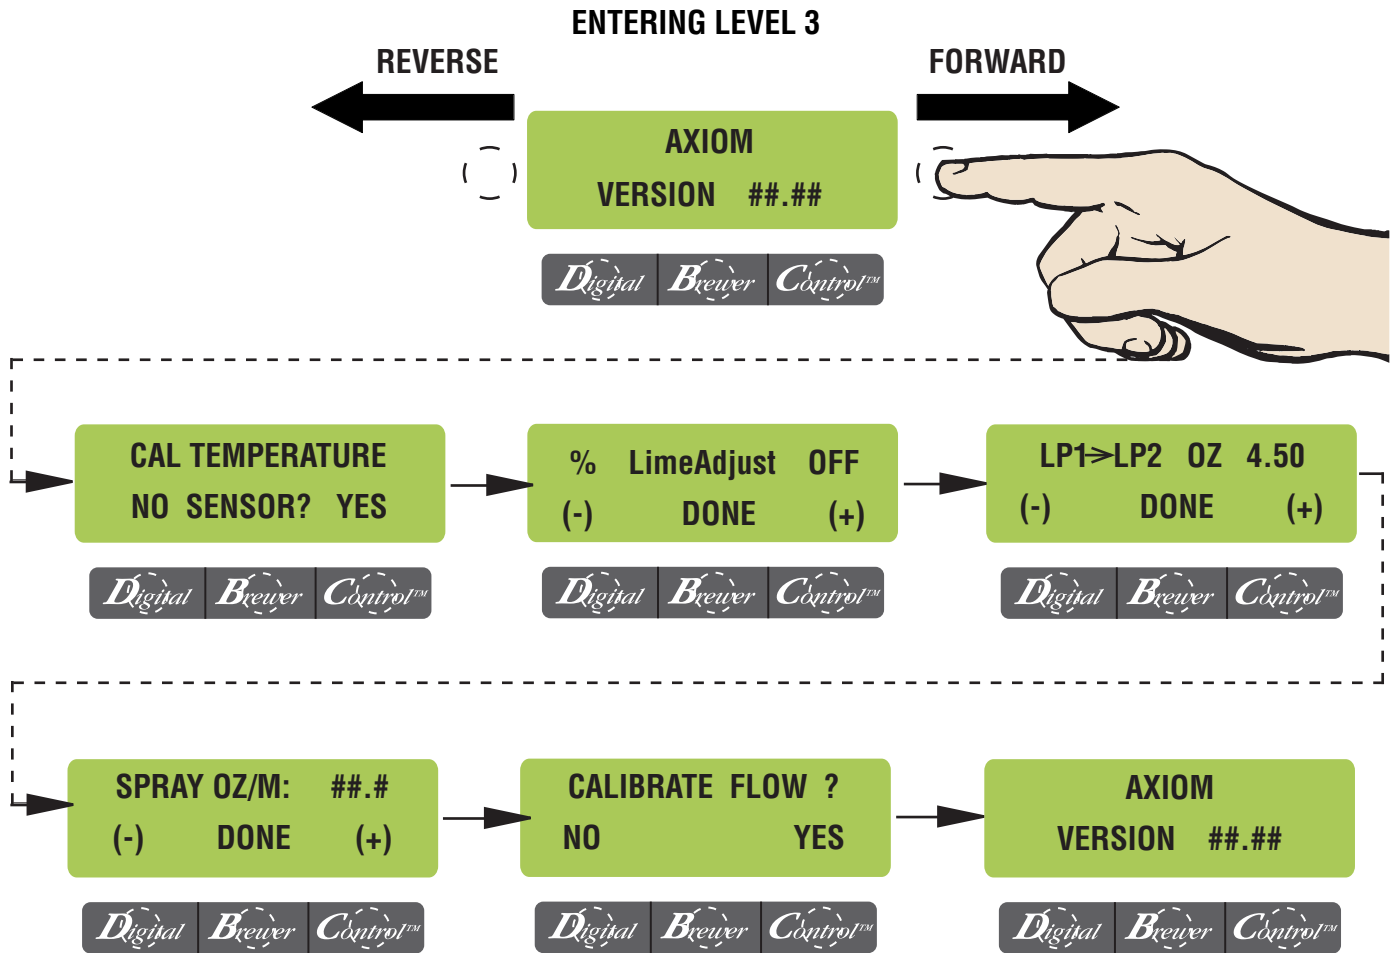 ENTERING LEVEL 3
REVERSE
FORWARD
AXIOM
VERSION ##.##
Digital Brewer Control™
CAL TEMPERATURE
NO SENSOR? YES
Digital Brewer Control™
% LimeAdjust OFF
(-) DONE (+)
Digital Brewer Control™
LP1->LP2 OZ 4.50
(-) DONE (+)
Digital Brewer Control™
SPRAY OZ/M: ##.#
(-) DONE (+)
Digital Brewer Control™
CALIBRATE FLOW ?
NO YES
Digital Brewer Control™
AXIOM
VERSION ##.##
Digital Brewer Control™